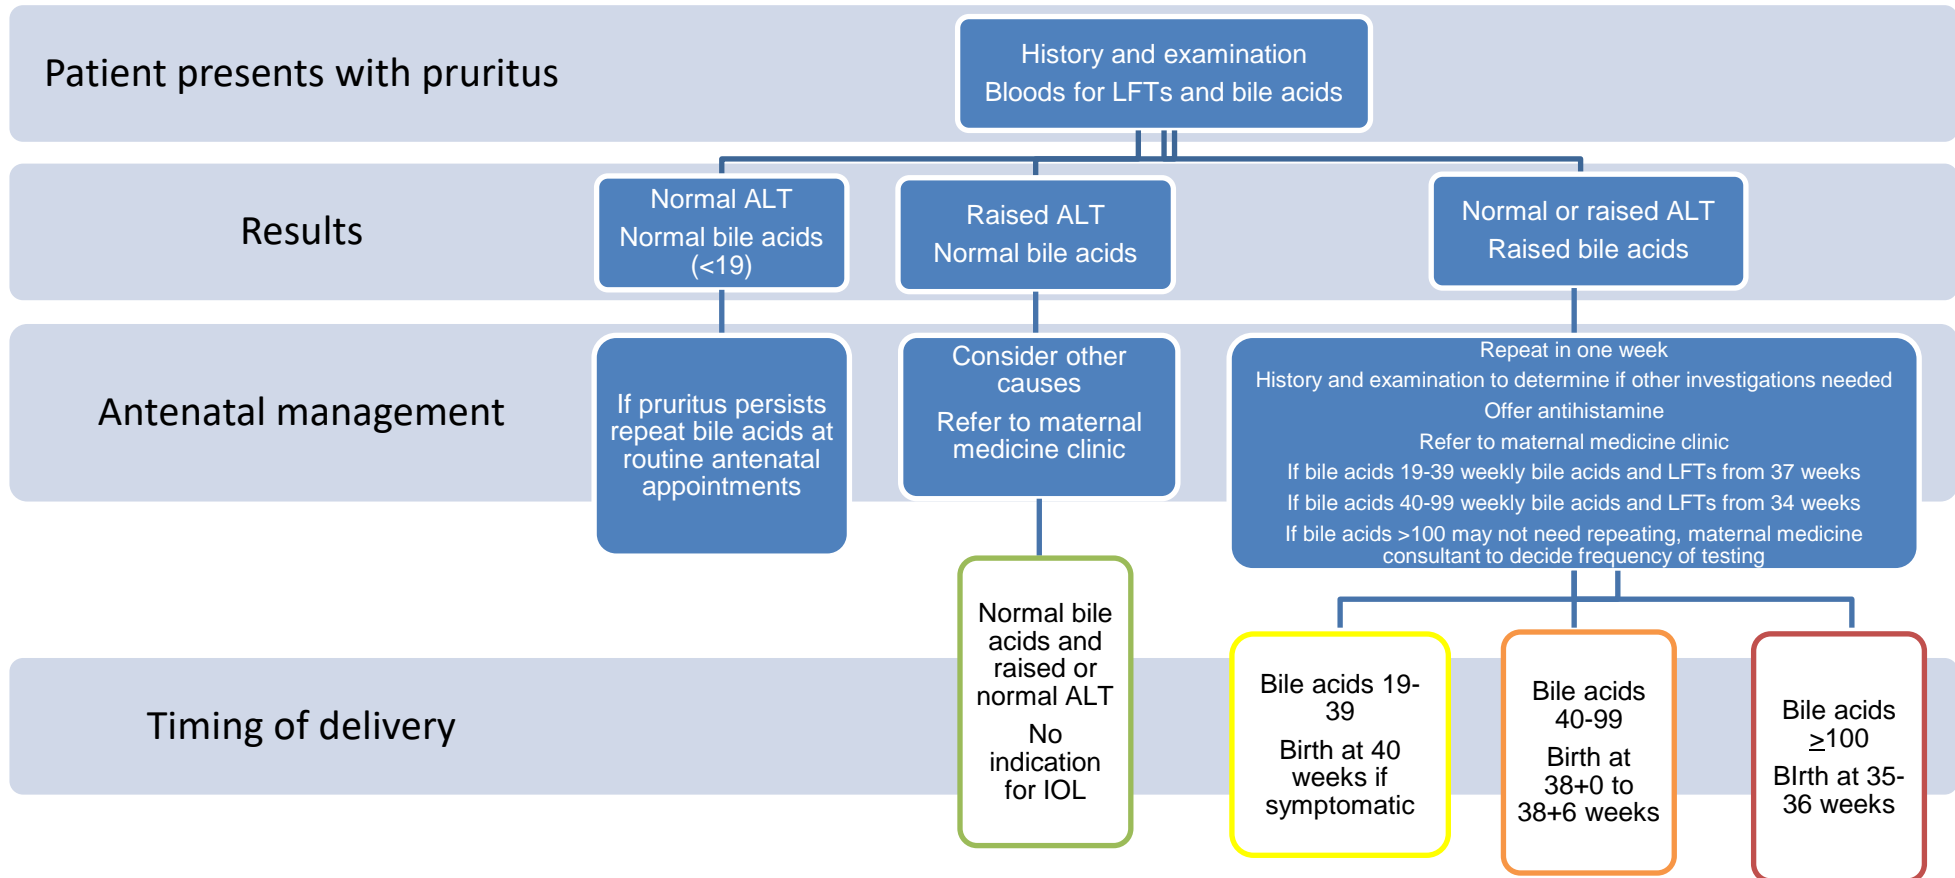 Patient presents with pruritus
History and examination
Bloods for LFTs and bile acids
Results
Normal ALT
Normal bile acids
(<19)
Raised ALT
Normal bile acids
Normal or raised ALT
Raised bile acids
Antenatal management
If pruritus persists
repeat bile acids at
routine antenatal
appointments
Consider other
causes
Refer to maternal
medicine clinic
Repeat in one week
History and examination to determine if other investigations needed
Offer antihistamine
Refer to maternal medicine clinic
If bile acids 19-39 weekly bile acids and LFTs from 37 weeks
If bile acids 40-99 weekly bile acids and LFTs from 34 weeks
If bile acids >100 may not need repeating, maternal medicine
consultant to decide frequency of testing
Timing of delivery
Normal bile
acids and
raised or
normal ALT
No
indication
for IOL
Bile acids 19-
39
Birth at 40
weeks if
symptomatic
Bile acids
40-99
Birth at
38+0 to
38+6 weeks
Bile acids
≥100
BIrth at 35-
36 weeks